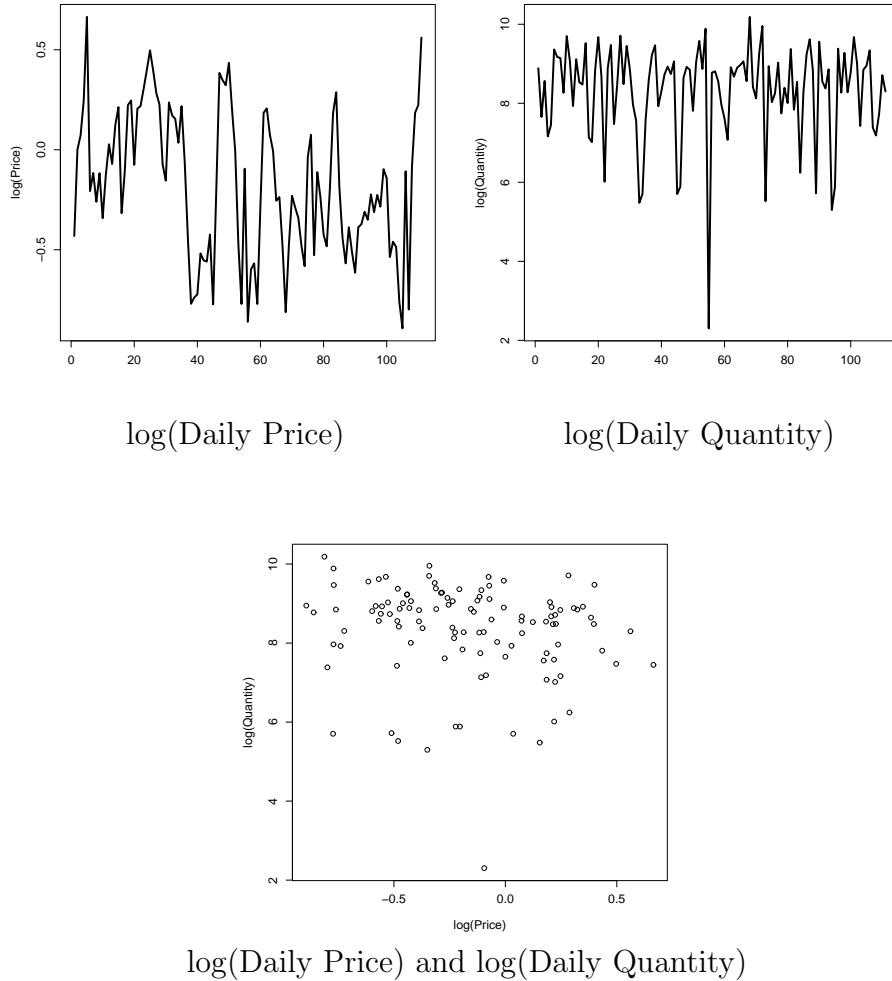 0.5
0.0
−0.5
log(Price)
0 20 40 60 80 100
log(Daily Price)
10
8
6
4
2
log(Quantity)
0 20 40 60 80 100
log(Daily Quantity)
10
8
6
4
2
log(Quantity)
−0.5 0.0 0.5
log(Price)
log(Daily Price) and log(Daily Quantity)